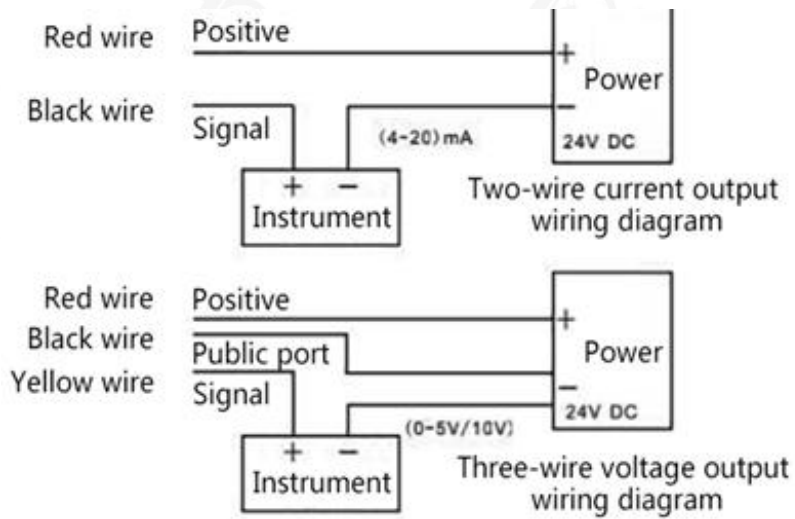 Red wire Positive
+
Power
Black wire
Signal
−
(4-20)mA
24V DC
+ −
Instrument
Two-wire current output
wiring diagram
Red wire Positive
+
Black wire
Public port
Power
Yellow wire
Signal
−
24V DC
(0-5V/10V)
+ −
Instrument
Three-wire voltage output
wiring diagram